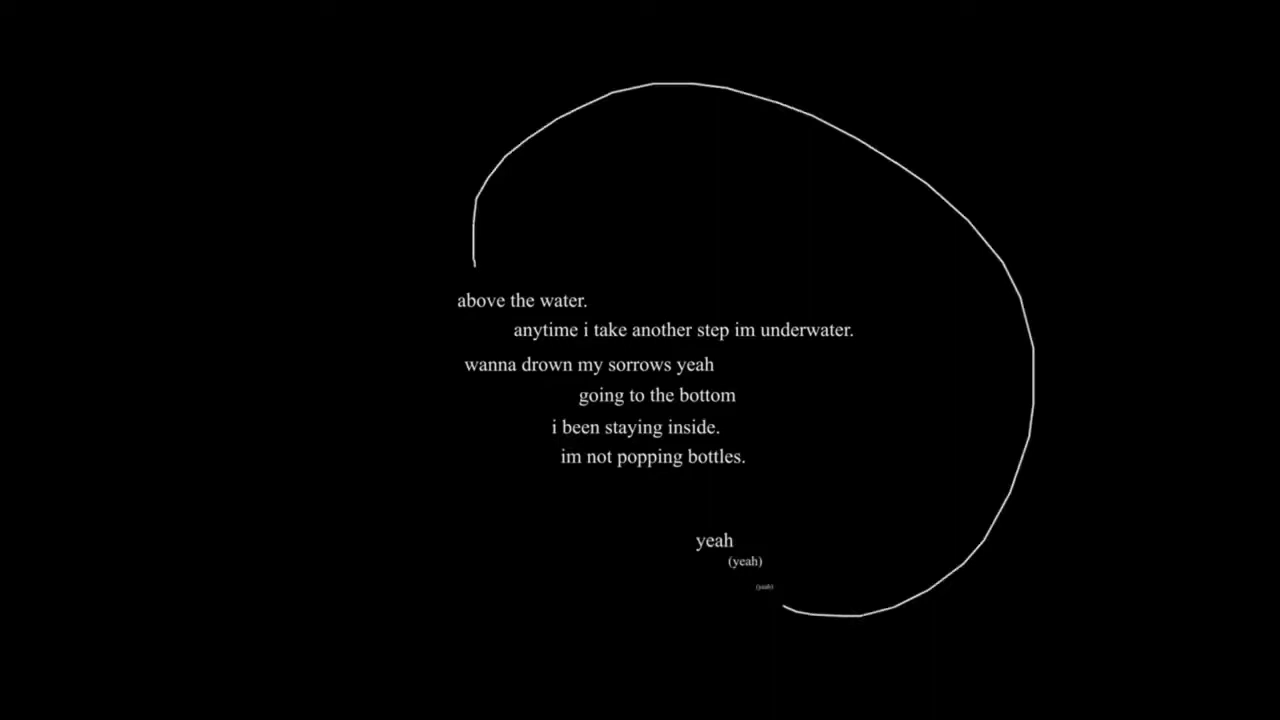 above the water.
anytime i take another step im underwater.
wanna drown my sorrows yeah
going to the bottom
i been staying inside.
im not popping bottles.
yeah
(yeah)
(yeah)